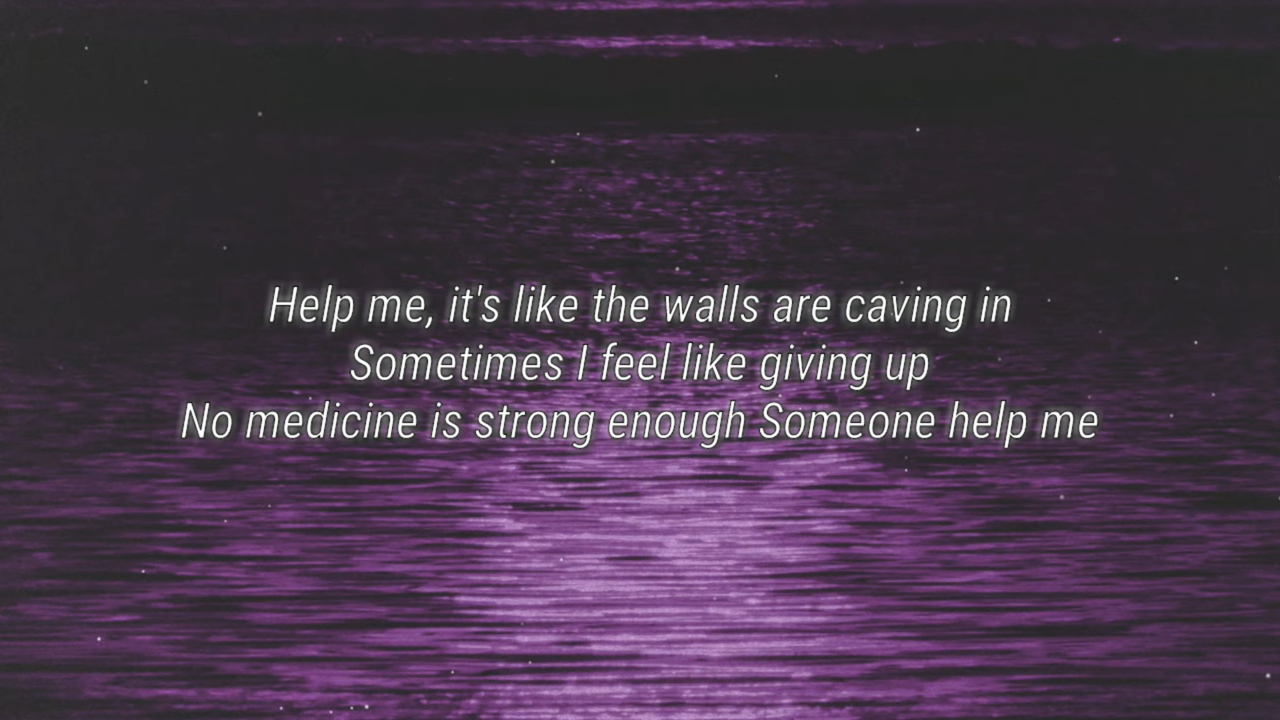 Help me, it's like the walls are caving in
Sometimes I feel like giving up
No medicine is strong enough Someone help me